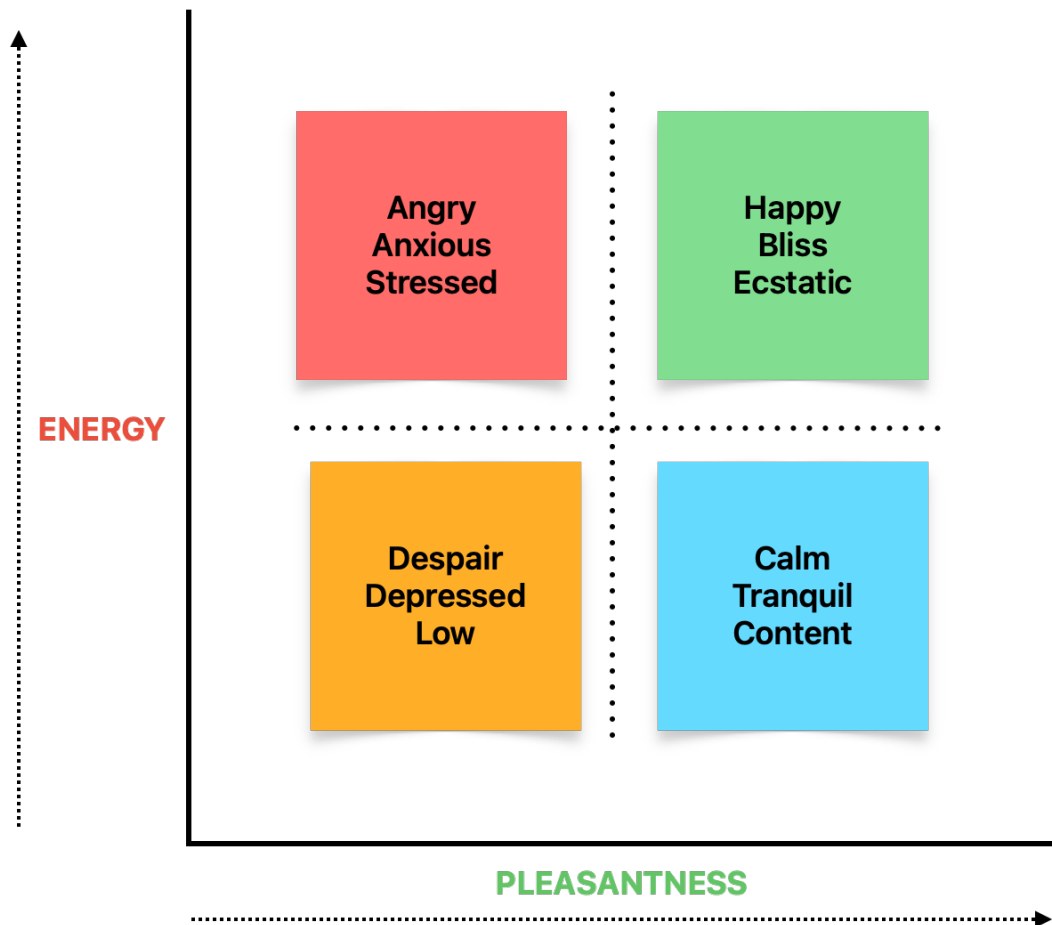 Angry
Anxious
Stressed
Happy
Bliss
Ecstatic
ENERGY
Despair
Depressed
Low
Calm
Tranquil
Content
PLEASANTNESS